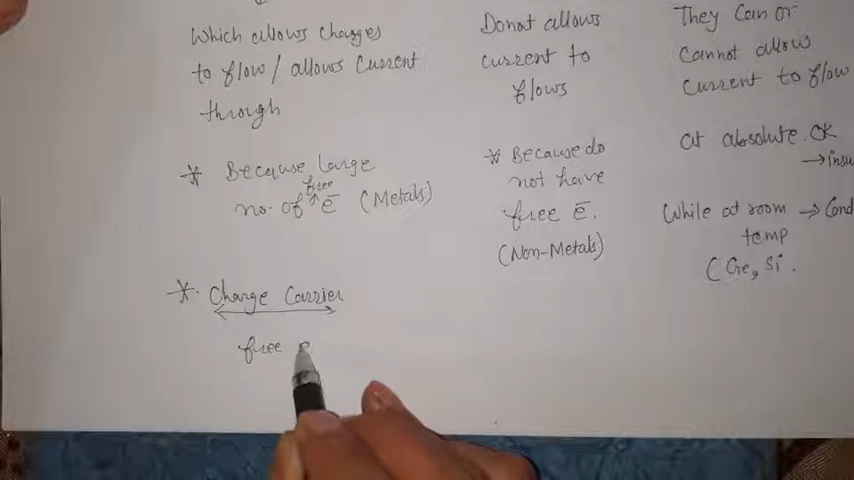 Which allows charges
to flow / allows current
through
* Because large
no. of free ↑ e̅ (Metals)
* Charge Carrier
free e
Donot allows
current to
flows
* Because do
not have
free e̅.
(Non-Metals)
They can or
cannot allow
current to flow
at absolute. OK
→ insu
While at room → Cond
temp
(Ge, Si.